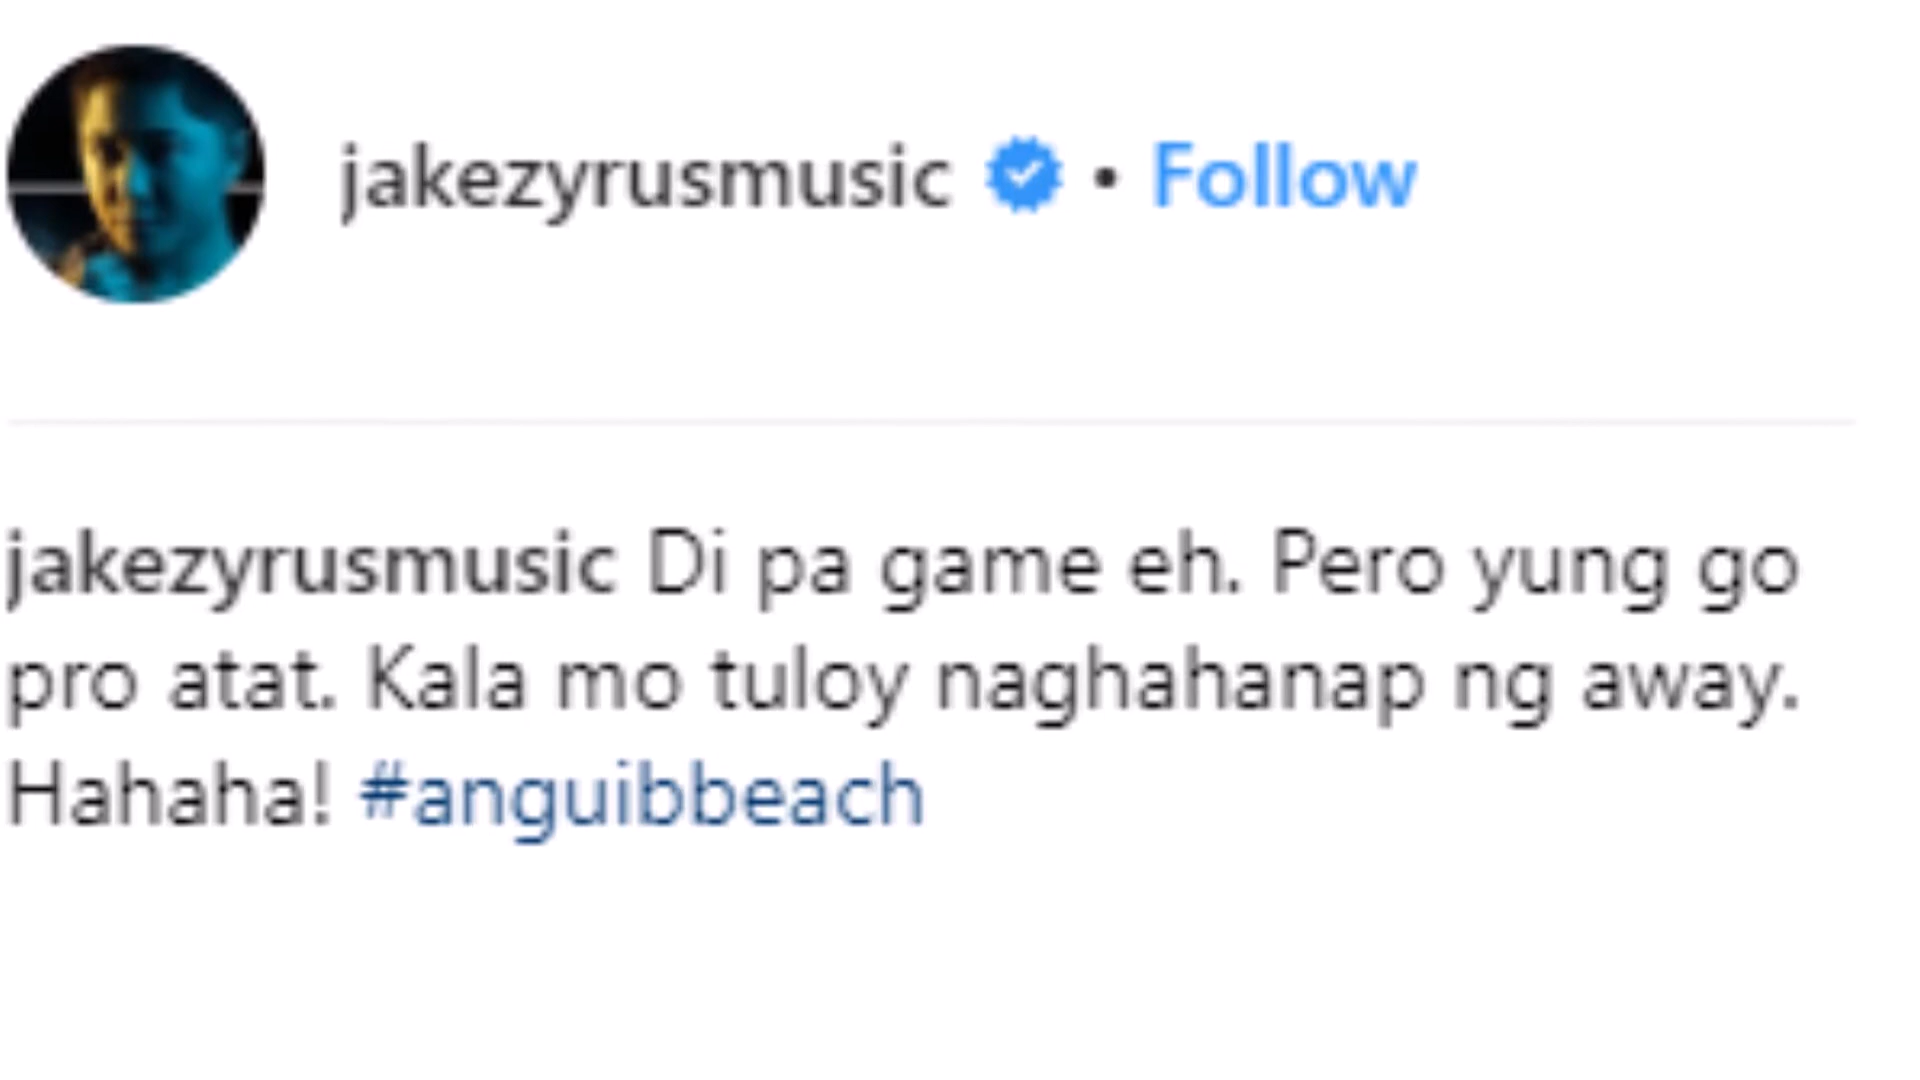 jakezyrusmusic • Follow
jakezyrusmusic Di pa game eh. Pero yung go
pro atat. Kala mo tuloy naghahanap ng away.
Hahaha! #anguibbeach